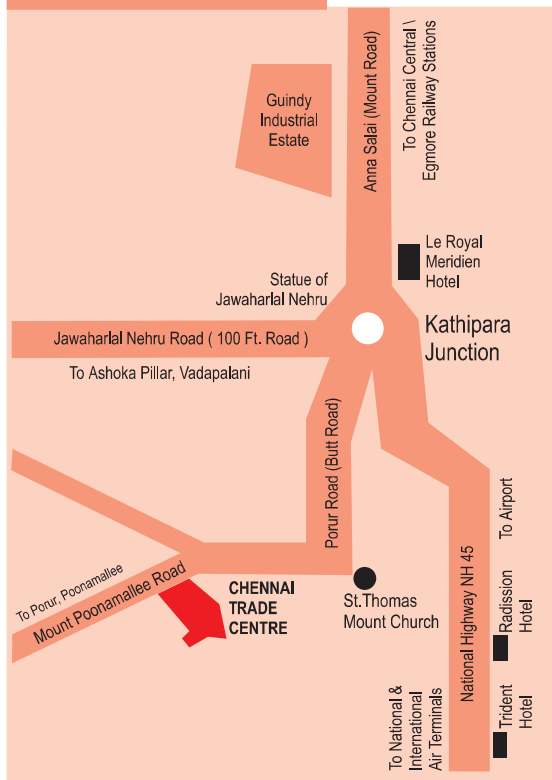 Guindy
Industrial
Estate
Anna Salai (Mount Road)
To Chennai Central \
Egmore Railway Stations
Le Royal
Meridien
Hotel
Statue of
Jawaharlal Nehru
Kathipara
Junction
Jawaharlal Nehru Road ( 100 Ft. Road )
To Ashoka Pillar, Vadapalani
Porur Road (Butt Road)
To Porur, Poonamallee
Mount Poonamallee Road
CHENNAI
TRADE
CENTRE
St.Thomas
Mount Church
National Highway NH 45
To Airport
Radission
Hotel
To National &
International
Air Terminals
Trident
Hotel